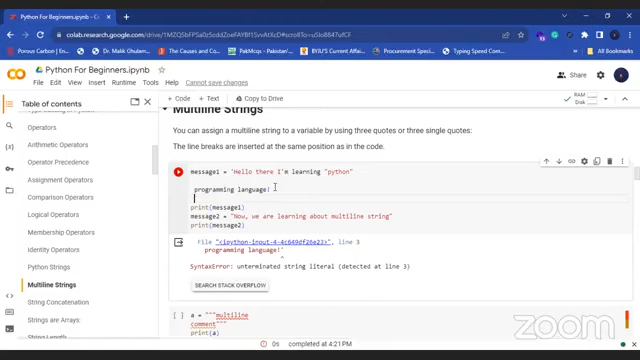 Python For Beginners.ipynb - Co
colab.research.google.com/drive/
Porous Carbon
Dr. Malik Ghulam
The Causes and Co
PakMcqs - Pakistan
BYJU'S Current Affair
Procurement Special
Typing Speed Com
All Bookmarks
Python For Beginners.ipynb
File Edit View Insert Runtime Tools Help Cannot save changes
Share
Table of contents
+ Code + Text Copy to Drive
RAM
Disk
Operators
Arithmetic Operators
Operator Precedence
Assignment Operators
Comparison Operators
Logical Operators
Membership Operators
Identity Operators
Python Strings
Multiline Strings
String Concatenation
Strings are Arrays:
String Length
Multiline Strings
You can assign a multiline string to a variable by using three quotes or three single quotes:
The line breaks are inserted at the same position as in the code.
message1 = 'Hello there I'm learning "python"
programming language!
print(message1)
message2 = "Now, we are learning about multiline string"
print(message2)
File "<ipython-input-4-4c649df26e22>", line 3
programming language!'
^
SyntaxError: unterminated string literal (detected at line 3)
SEARCH STACK OVERFLOW
[ ] a = """multiline
comment"""
print(a)
0s completed at 4:21 PM
zoom